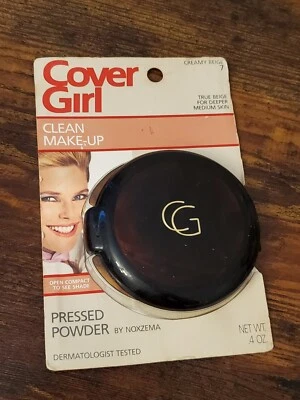 CREAMY BEIGE
7
Cover
Girl
TRUE BEIGE
FOR DEEPER
MEDIUM SKIN
CLEAN
MAKE-UP
CG
OPEN COMPACT
TO SEE SHADE
PRESSED
POWDER BY NOXZEMA
NET WT.
.4 OZ.
DERMATOLOGIST TESTED